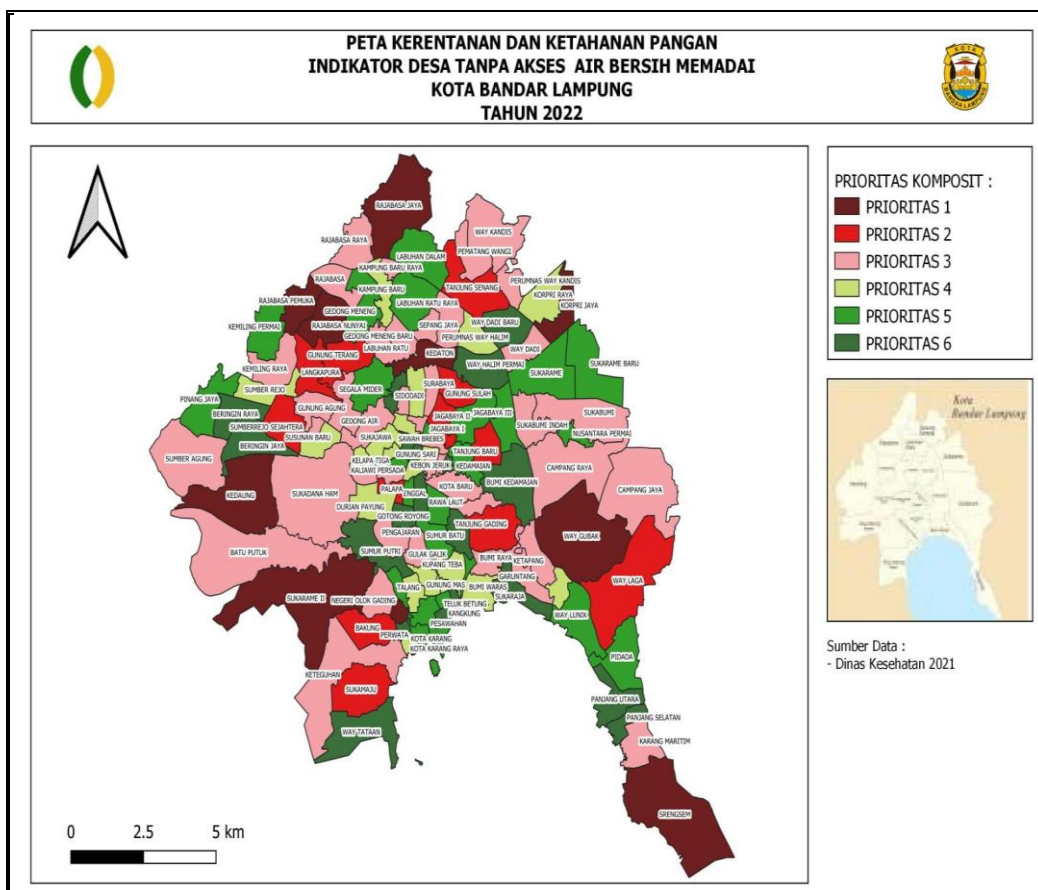 PETA KERENTANAN DAN KETAHANAN PANGAN
INDIKATOR DESA TANPA AKSES AIR BERSIH MEMADAI
KOTA BANDAR LAMPUNG
TAHUN 2022
KOTA
BANDAR LAMPUNG
RAJABASA JAYA
WAY KANDIS
RAJABASA RAYA
PEMATANG WANGI
LABUHAN DALAM
KAMPUNG BARU RAYA
RAJABASA
PERUMNAS WAY KANDIS
TANJUNG SENANG
KAMPUNG BARU
KORPRI RAYA
RAJABASA PEMUKA
LABUHAN RATU RAYA
KORPRI JAYA
GEDONG MENENG
KEMILING PERMAI
RAJABASA NUNYAI
SEPANG JAYA
WAY DADI BARU
GEDONG MENENG BARU
PERUMNAS WAY HALIM
LABUHAN RATU
WAY DADI
GUNUNG TERANG
KEDATON
SUKARAME BARU
KEMILING RAYA
LANGKAPURA
WAY HALIM PERMAI
SUKARAME
SUMBER REJO
SEGALA MIDER
SURABAYA
PINANG JAYA
SIDODADI
GUNUNG SULAH
GUNUNG AGUNG
BERINGIN RAYA
JAGABAYA II
JAGABAYA III
SUKABUMI
GEDONG AIR
SUMBERREJO SEJAHTERA
JAGABAYA I
SUKABUMI INDAH
SUSUNAN BARU
SUKAJAWA
SAWAH BREBES
NUSANTARA PERMAI
BERINGIN JAYA
TANJUNG BARU
GUNUNG SARI
SUMBER AGUNG
KELAPA TIGA
KEBON JERUK
KEDAMAIAN
KALIAWI PERSADA
CAMPANG RAYA
KOTA BARU
BUMI KEDAMAIAN
KEDAUNG
SUKADANA HAM
PALAPA
ENGGAL
CAMPANG JAYA
DURIAN PAYUNG
RAWA LAUT
GOTONG ROYONG
TANJUNG GADING
PENGAJARAN
SUMUR BATU
WAY GUBAK
BATU PUTUK
SUMUR PUTRI
GULAK GALIK
BUMI RAYA
KETAPANG
KUPANG TEBA
GARUNTANG
WAY LAGA
SUKARAME II
TALANG
GUNUNG MAS
BUMI WARAS
SUKARAJA
NEGERI OLOK GADING
TELUK BETUNG
KANGKUNG
WAY LUNIK
PESAWAHAN
BAKUNG
PERWATA
KOTA KARANG
KOTA KARANG RAYA
PIDADA
KETEGUHAN
SUKAMAJU
PANJANG UTARA
WAY TATAAN
PANJANG SELATAN
KARANG MARITIM
SRENGSEM
0 2.5 5 km
PRIORITAS KOMPOSIT :
PRIORITAS 1
PRIORITAS 2
PRIORITAS 3
PRIORITAS 4
PRIORITAS 5
PRIORITAS 6
Kota
Bandar Lampung
Sumber Data :
- Dinas Kesehatan 2021